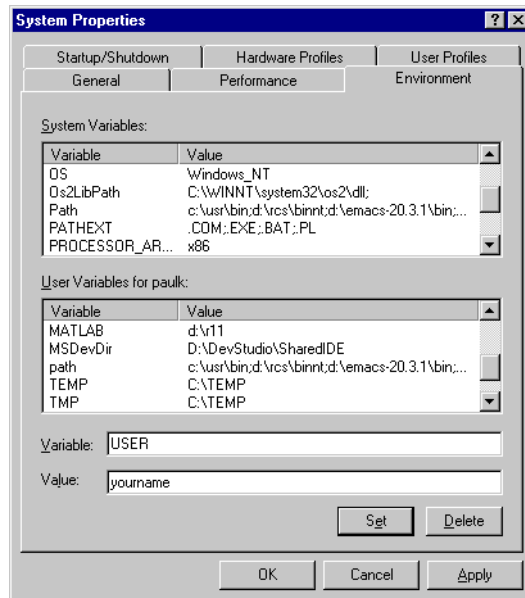 System Properties
Startup/Shutdown Hardware Profiles User Profiles
General Performance Environment
System Variables:
Variable Value
OS Windows_NT
Os2LibPath C:\WINNT\system32\os2\dll;
Path c:\usr\bin;d:\rcs\binnt;d:\emacs-20.3.1\bin;...
PATHEXT .COM;.EXE;.BAT;.PL
PROCESSOR_AR... x86
User Variables for paulk:
Variable Value
MATLAB d:\r11
MSDevDir D:\DevStudio\SharedIDE
path c:\usr\bin;d:\rcs\binnt;d:\emacs-20.3.1\bin;...
TEMP C:\TEMP
TMP C:\TEMP
Variable: USER
Value: yourname
Set Delete
OK Cancel Apply